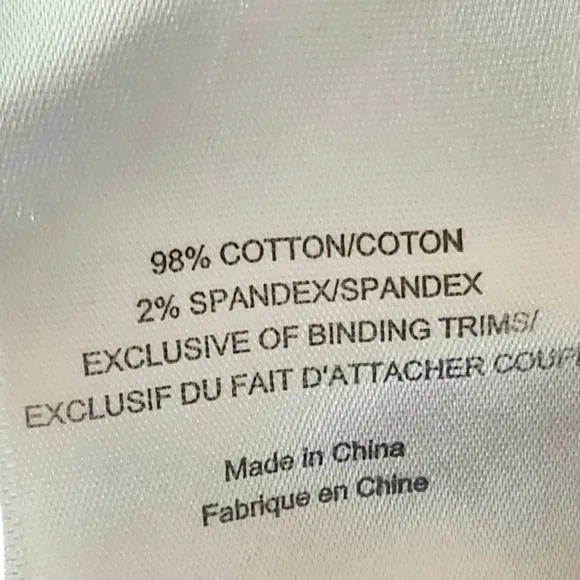 98% COTTON/COTON
2% SPANDEX/SPANDEX
EXCLUSIVE OF BINDING TRIMS/
EXCLUSIF DU FAIT D'ATTACHER
Made in China
Fabrique en Chine